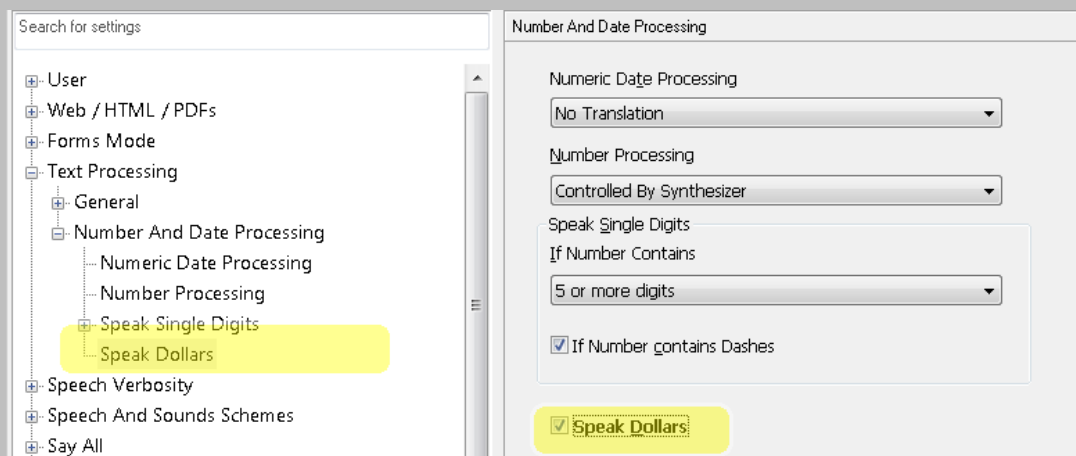 Search for settings
User
Web / HTML / PDFs
Forms Mode
Text Processing
General
Number And Date Processing
Numeric Date Processing
Number Processing
Speak Single Digits
Speak Dollars
Speech Verbosity
Speech And Sounds Schemes
Say All
Number And Date Processing
Numeric Date Processing
No Translation
Number Processing
Controlled By Synthesizer
Speak Single Digits
If Number Contains
5 or more digits
If Number contains Dashes
Speak Dollars